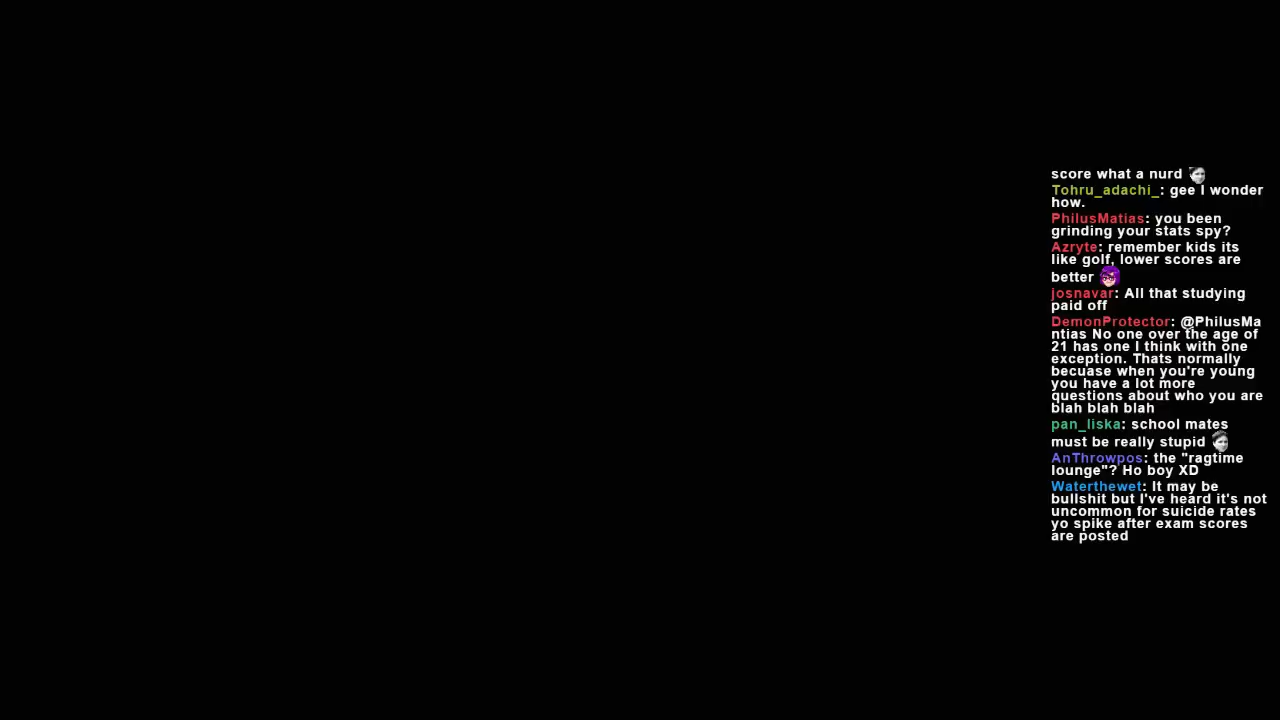 score what a nurd
Tohru_adachi_: gee I wonder
how.
PhilusMatias: you been
grinding your stats spy?
Azryte: remember kids its
like golf, lower scores are
better
josnavar: All that studying
paid off
DemonProtector: @PhilusMa
ntias No one over the age of
21 has one I think with one
exception. Thats normally
becuase when you're young
you have a lot more
questions about who you are
blah blah blah
pan_liska: school mates
must be really stupid
AnThrowpos: the "ragtime
lounge"? Ho boy XD
Waterthewet: It may be
bullshit but I've heard it's not
uncommon for suicide rates
yo spike after exam scores
are posted